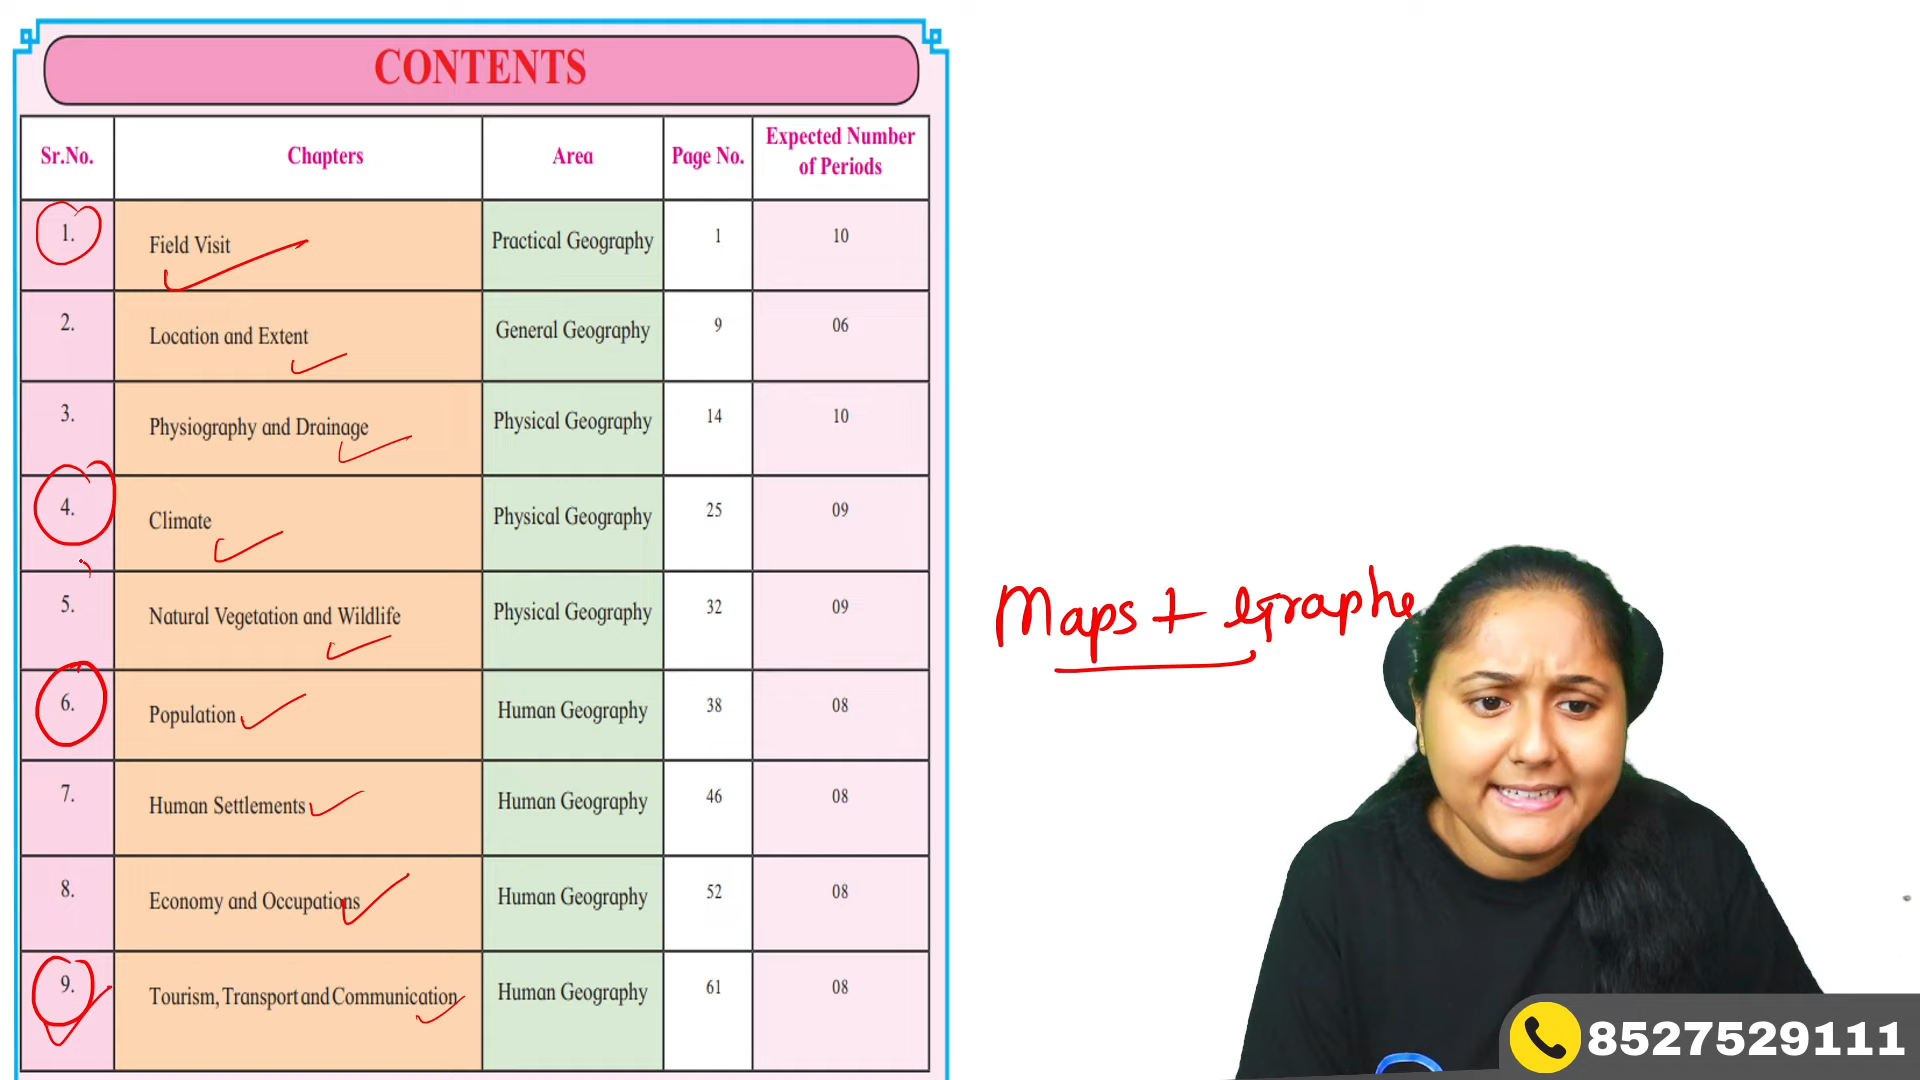 CONTENTS
Sr.No. Chapters Area Page No. Expected Number of Periods
1. Field Visit Practical Geography 1 10
2. Location and Extent General Geography 9 06
3. Physiography and Drainage Physical Geography 14 10
4. Climate Physical Geography 25 09
5. Natural Vegetation and Wildlife Physical Geography 32 09
6. Population Human Geography 38 08
7. Human Settlements Human Geography 46 08
8. Economy and Occupations Human Geography 52 08
9. Tourism, Transport and Communication Human Geography 61 08
Maps +
8527529111